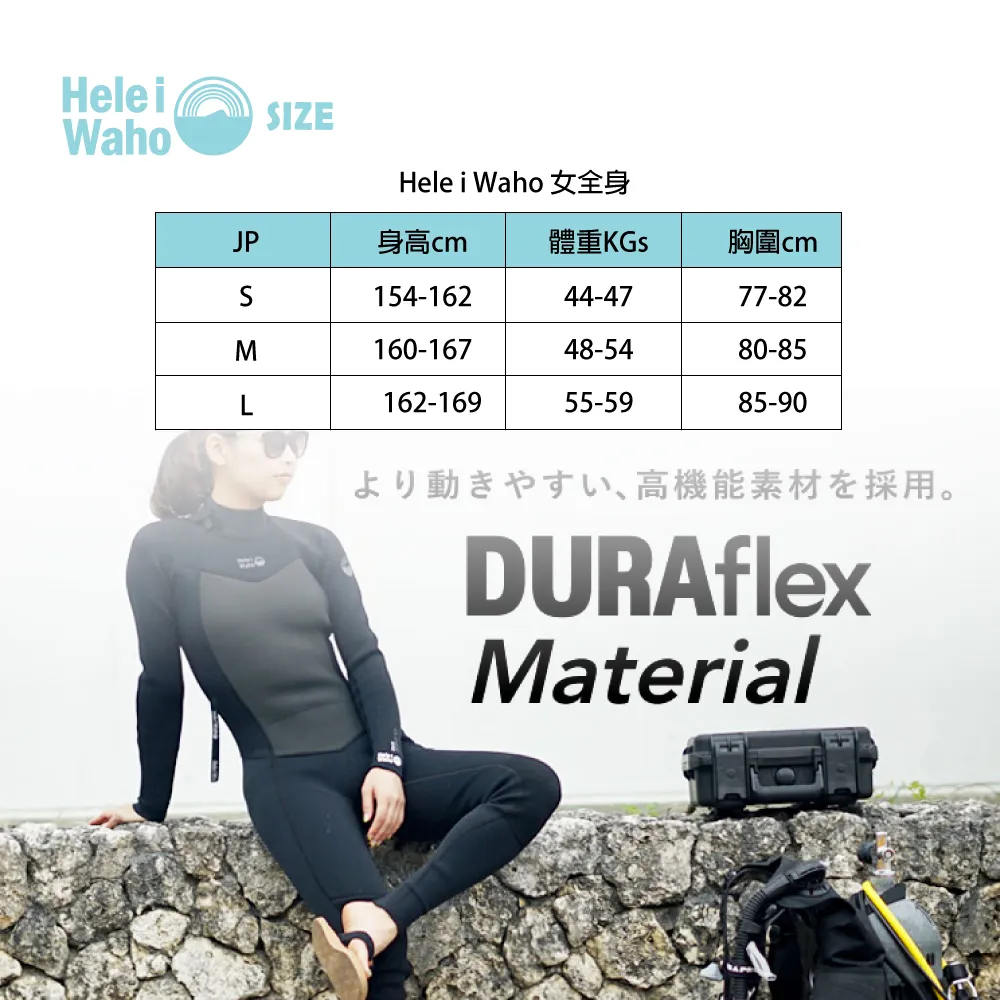 Hele i
Waho
SIZE
Hele i Waho 女全身
JP 身高cm 體重KGs 胸圍cm
S 154-162 44-47 77-82
M 160-167 48-54 80-85
L 162-169 55-59 85-90
より動きやすい、高機能素材を採用。
DURAflex
Material
Hele i
Waho